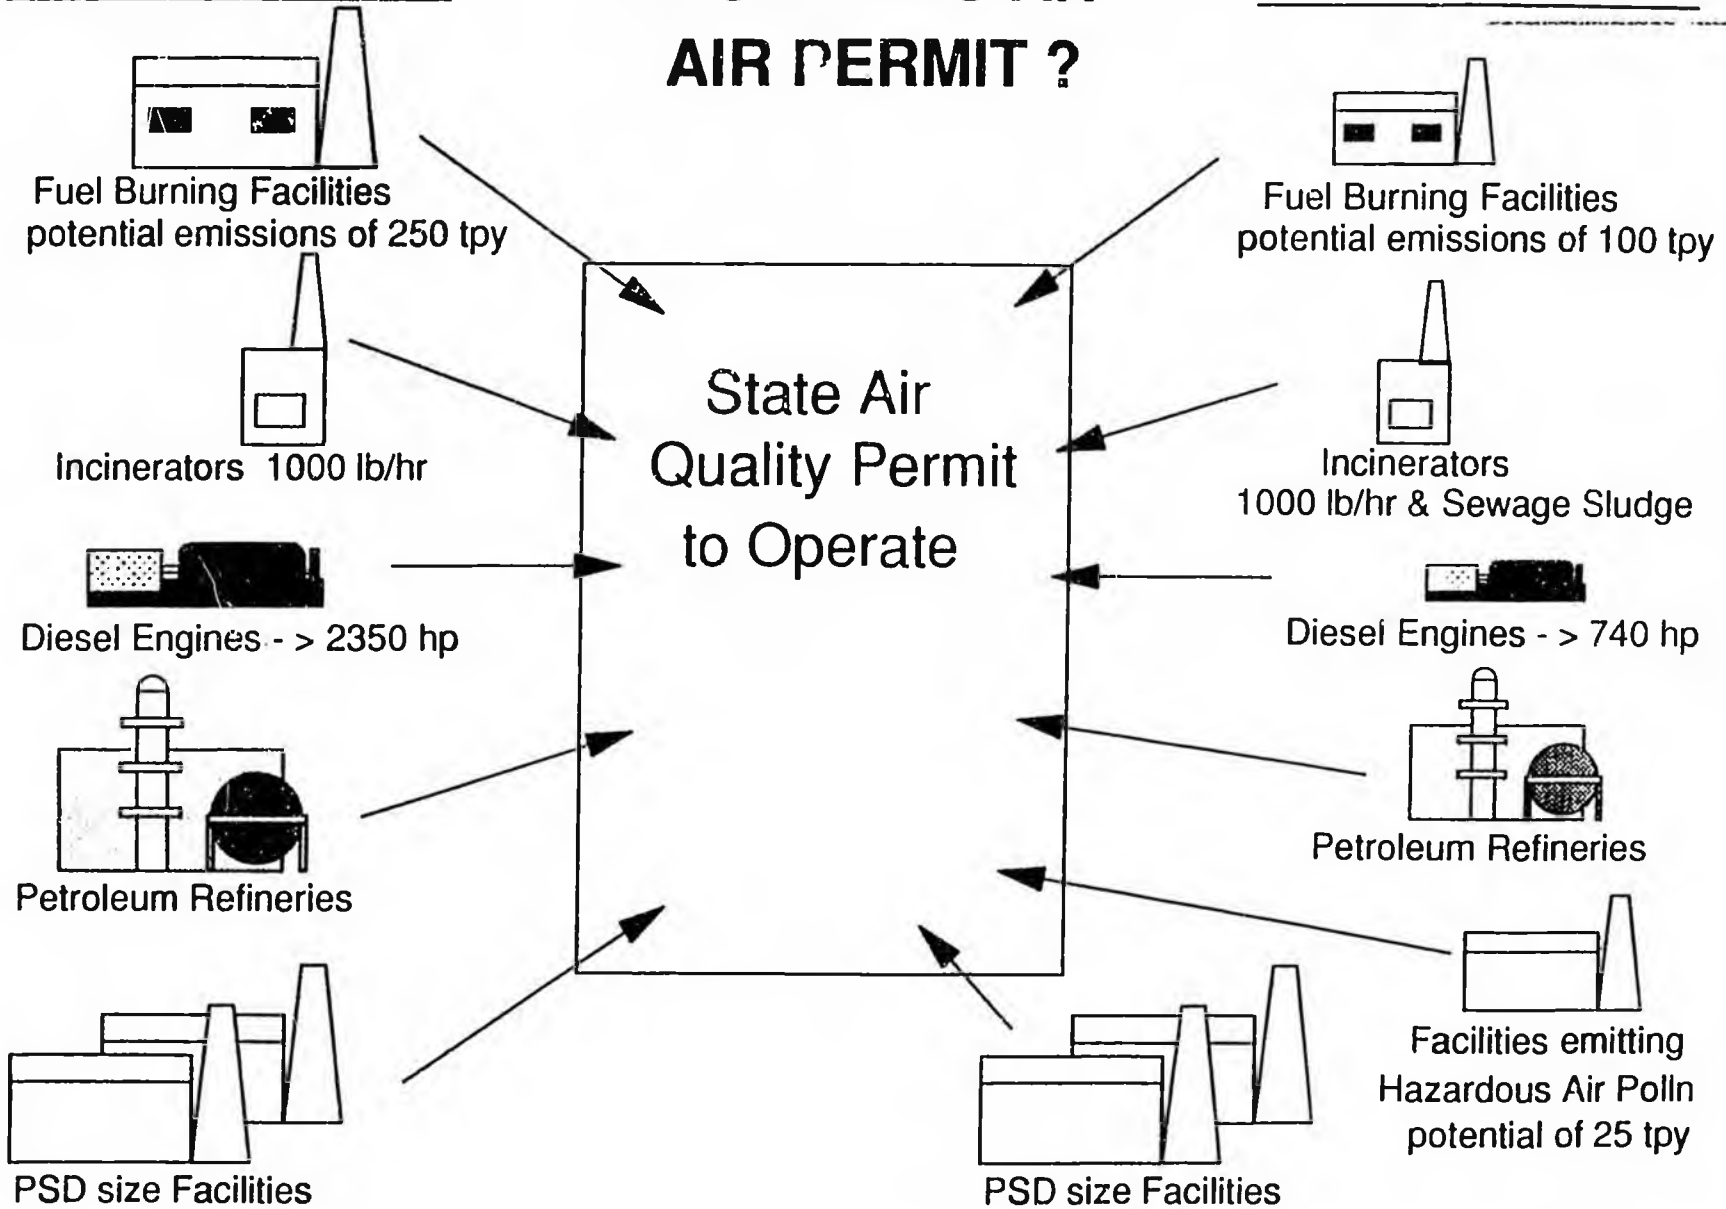 AIR PERMIT ?
Fuel Burning Facilities
potential emissions of 250 tpy
Incinerators 1000 lb/hr
Diesel Engines - > 2350 hp
Petroleum Refineries
PSD size Facilities
State Air
Quality Permit
to Operate
Fuel Burning Facilities
potential emissions of 100 tpy
Incinerators
1000 lb/hr & Sewage Sludge
Diesel Engines - > 740 hp
Petroleum Refineries
Facilities emitting
Hazardous Air Polln
potential of 25 tpy
PSD size Facilities